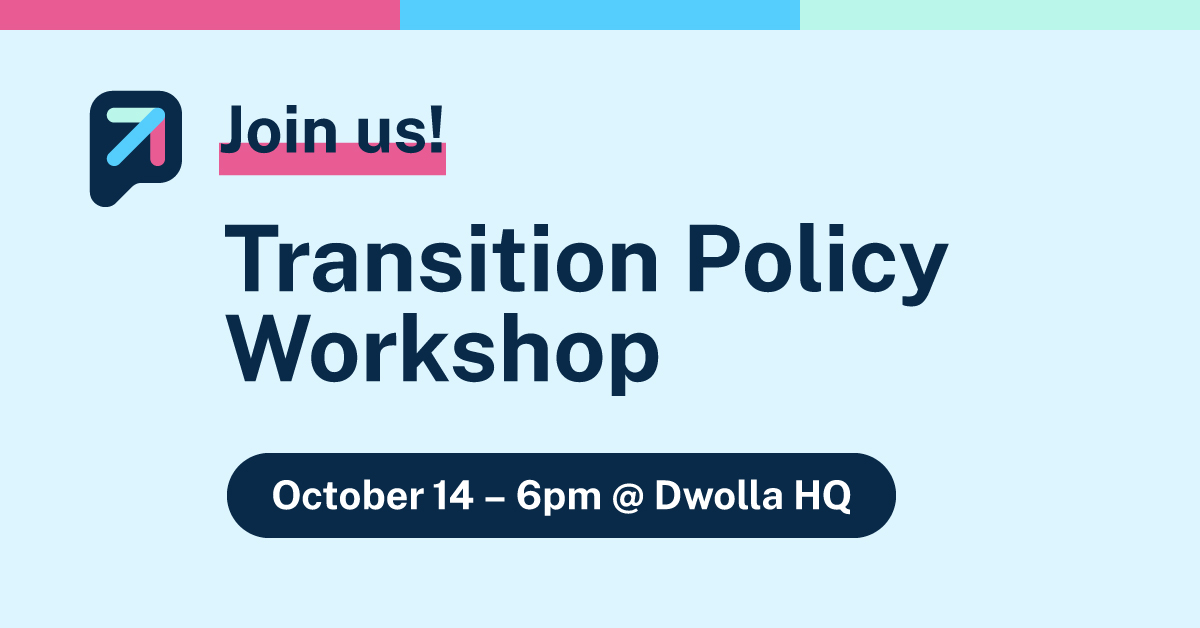 Join us!
Transition Policy
Workshop
October 14 – 6pm @ Dwolla HQ